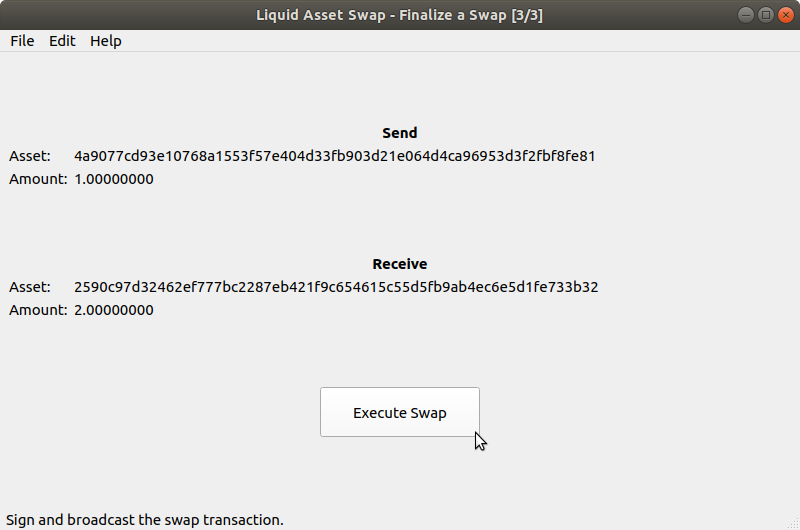 Liquid Asset Swap - Finalize a Swap [3/3]
File Edit Help
Send
Asset: 4a9077cd93e10768a1553f57e404d33fb903d21e064d4ca96953d3f2fbf8fe81
Amount: 1.00000000
Receive
Asset: 2590c97d32462ef777bc2287eb421f9c654615c55d5fb9ab4ec6e5d1fe733b32
Amount: 2.00000000
Execute Swap
Sign and broadcast the swap transaction.